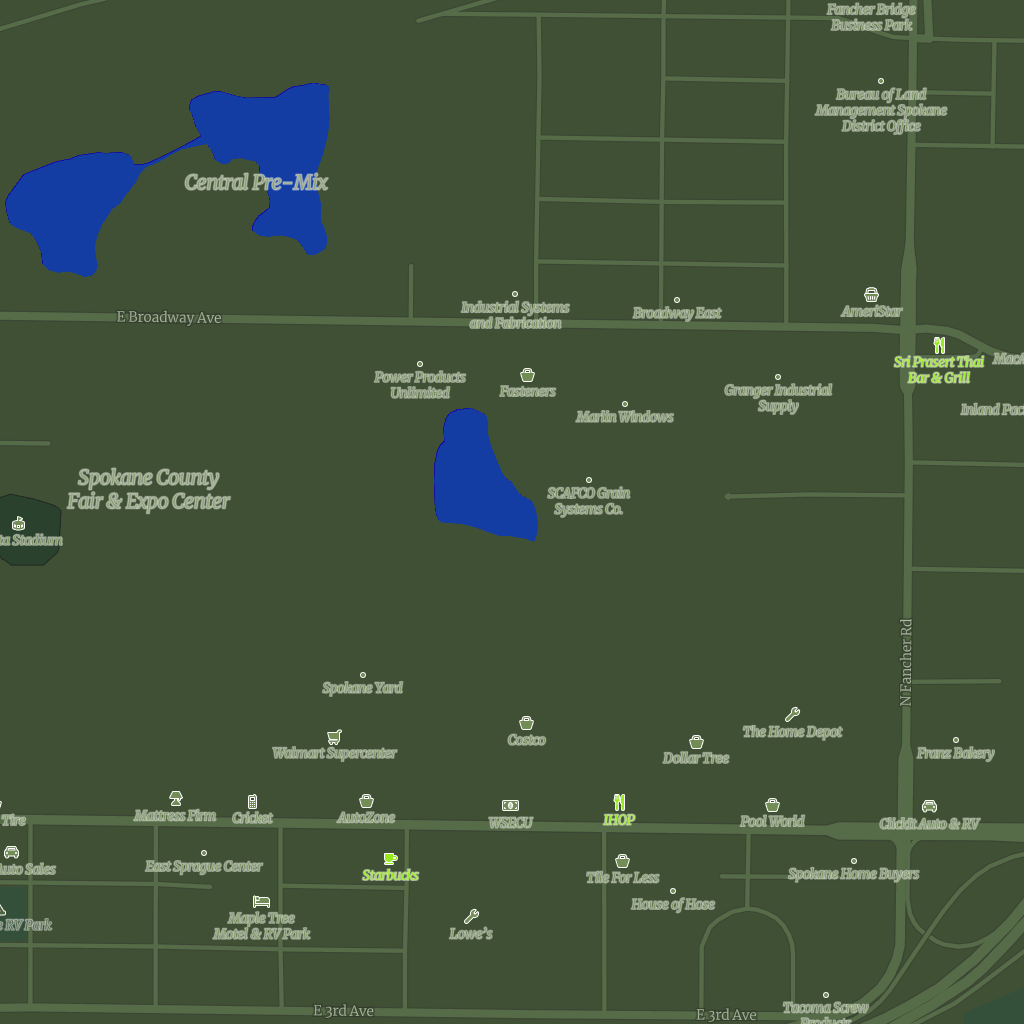 Fancher Bridge
Business Park
Bureau of Land
Management Spokane
District Office
Central Pre-Mix
AmeriStar
Industrial Systems
and Fabrication
Broadway East
E Broadway Ave
Sri Prasert Thai
Bar & Grill
Power Products
Unlimited
Fasteners
Marlin Windows
Granger Industrial
Supply
Inland Pac
Spokane County
Fair & Expo Center
SCAFCO Grain
Systems Co.
ta Stadium
N Fancher Rd
Spokane Yard
Walmart Supercenter
Costco
Dollar Tree
The Home Depot
Franz Bakery
Tire
Mattress Firm
Cricket
AutoZone
WSECU
IHOP
Pool World
Clickit Auto & RV
Auto Sales
East Sprague Center
Starbucks
Tile For Less
Spokane Home Buyers
House of Hose
e RV Park
Maple Tree
Motel & RV Park
Lowe's
E 3rd Ave
E 3rd Ave
Tacoma Screw
Products